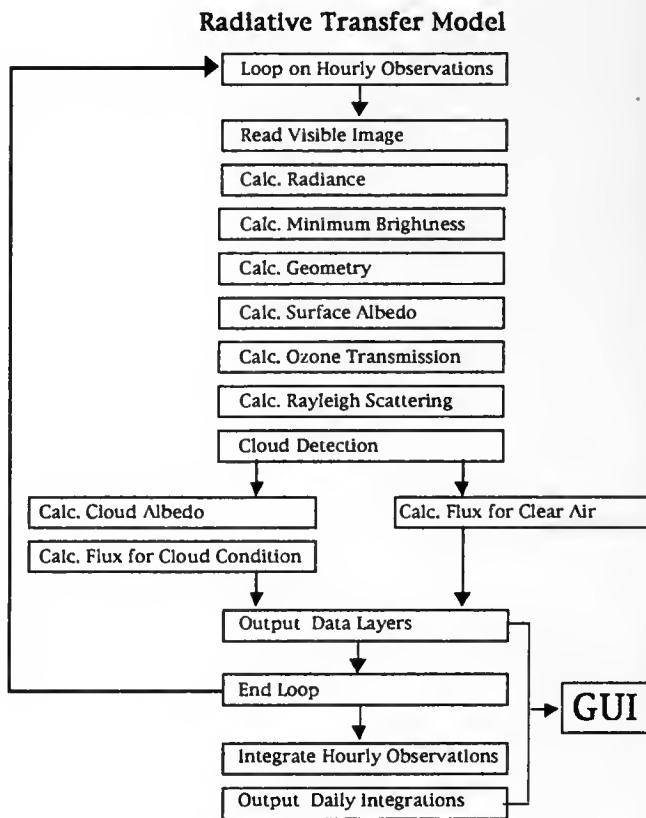 Radiative Transfer Model
Loop on Hourly Observations
Read Visible Image
Calc. Radiance
Calc. Minimum Brightness
Calc. Geometry
Calc. Surface Albedo
Calc. Ozone Transmission
Calc. Rayleigh Scattering
Cloud Detection
Calc. Cloud Albedo
Calc. Flux for Clear Air
Calc. Flux for Cloud Condition
Output Data Layers
End Loop
GUI
Integrate Hourly Observations
Output Daily Integrations